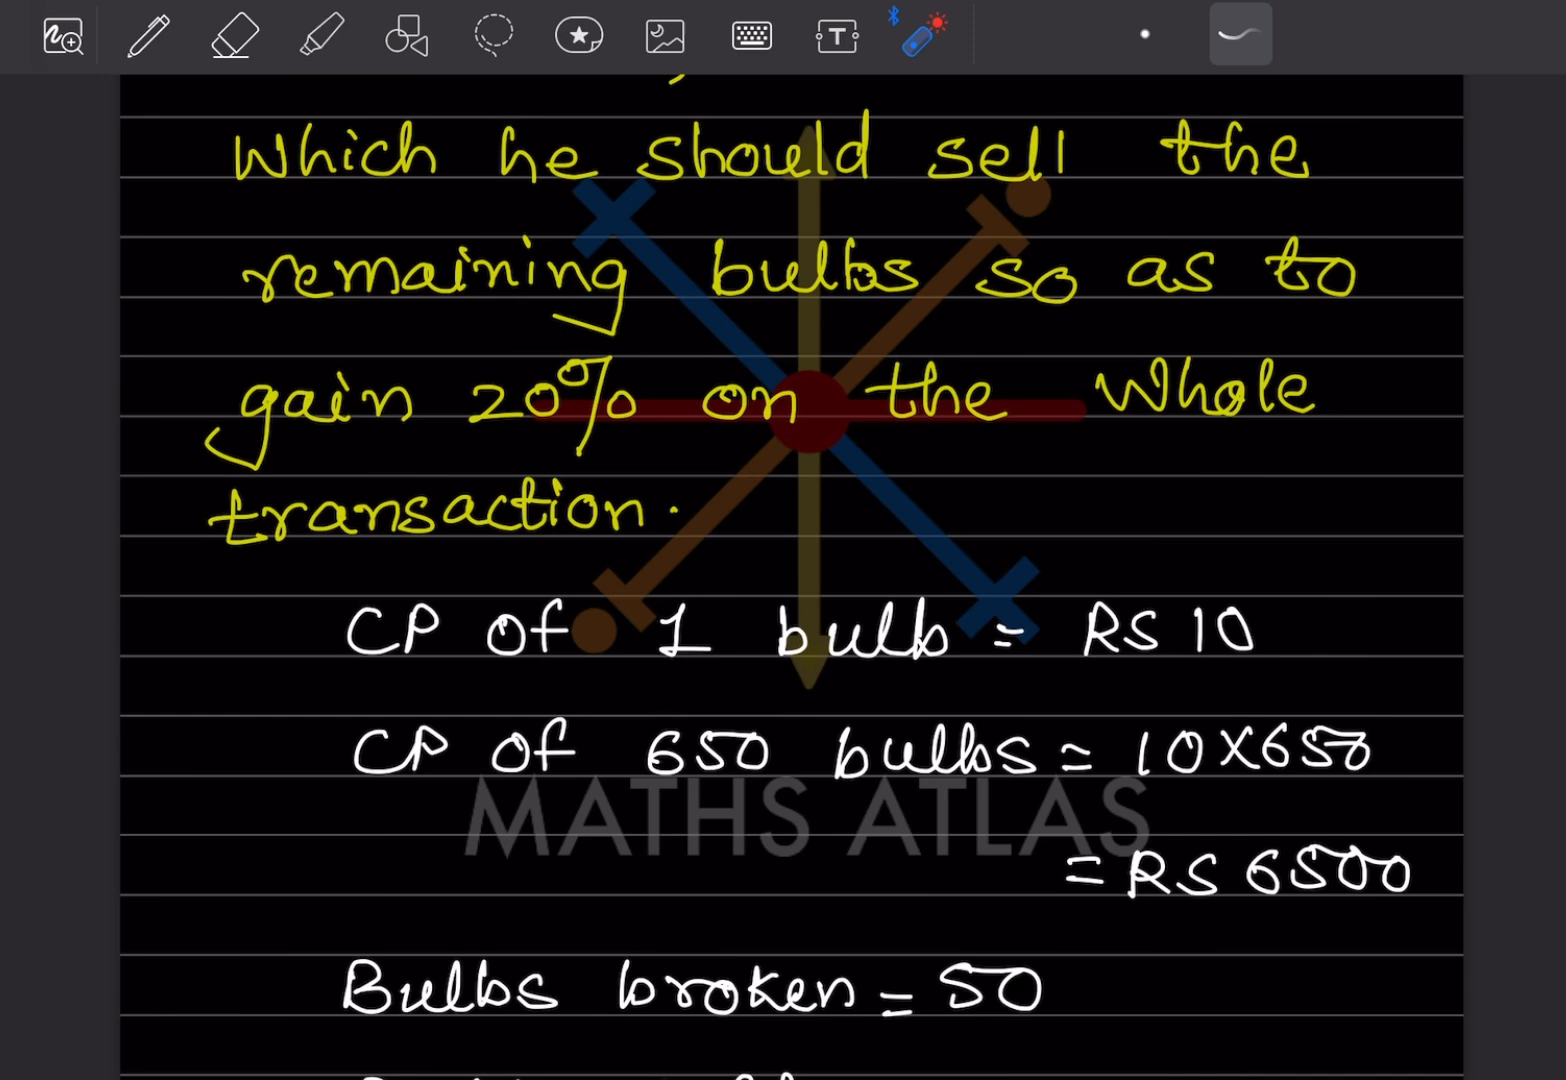 Which he should sell the
remaining bulbs so as to
gain 20% on the whole
transaction.
CP of 1 bulb = RS 10
CP of 650 bulbs = 10X650
MATHS ATLAS
= RS 6500
Bulbs broken = 50